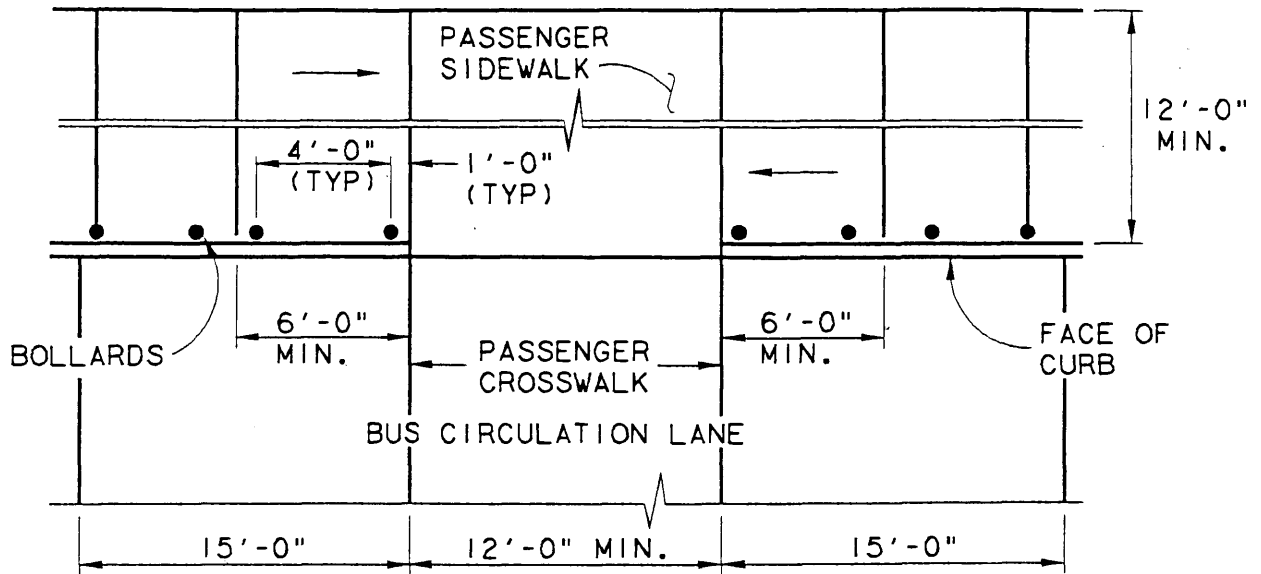 PASSENGER
SIDEWALK
12'-0"
MIN.
4'-0"
(TYP)
1'-0"
(TYP)
6'-0"
MIN.
6'-0"
MIN.
BOLLARDS
PASSENGER
CROSSWALK
FACE OF
CURB
BUS CIRCULATION LANE
15'-0"
12'-0" MIN.
15'-0"